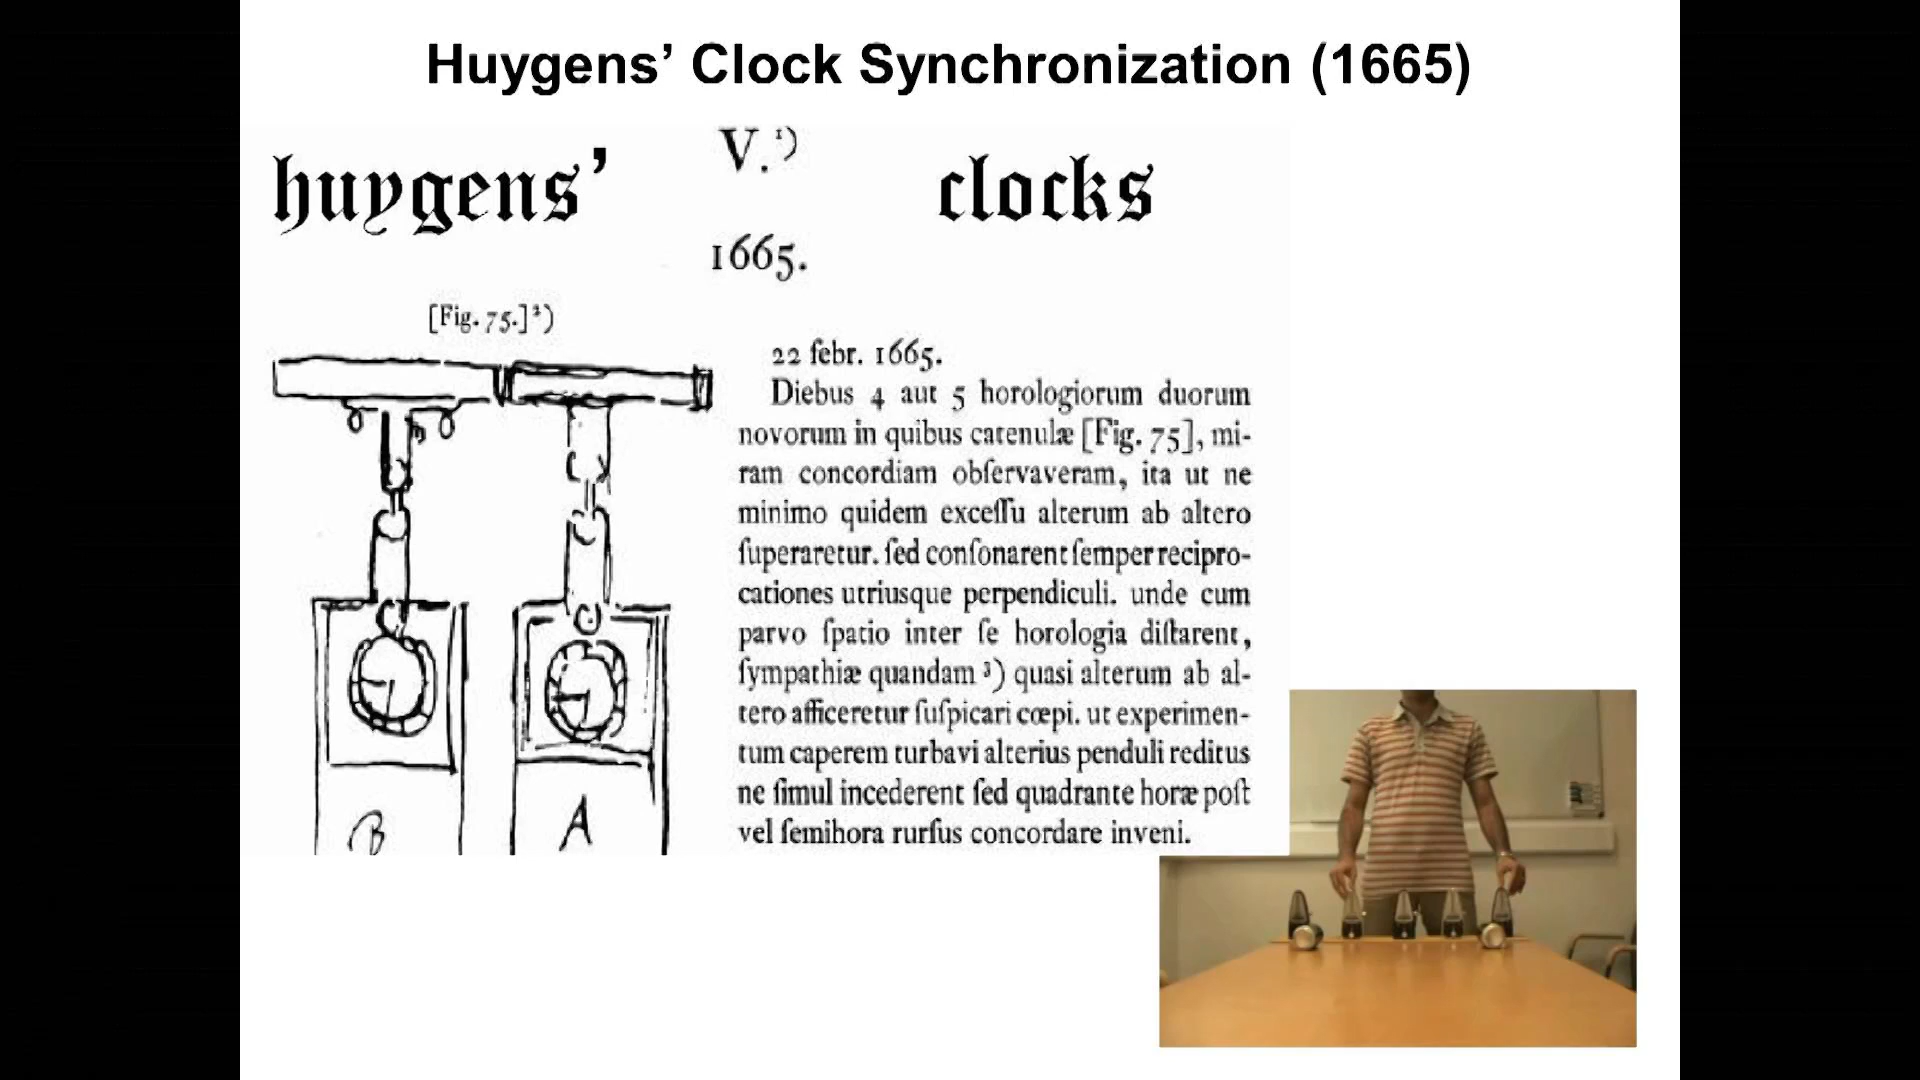 Huygens’ Clock Synchronization (1665)
V.¹)
huygens’ clocks
1665.
[Fig. 75.]²)
22 febr. 1665.
Diebus 4 aut 5 horologiorum duorum
novorum in quibus catenulæ [Fig. 75], mi-
ram concordiam obſervaveram, ita ut ne
minimo quidem exceſſu alterum ab altero
ſuperaretur. ſed conſonarent ſemper recipro-
cationes utriusque perpendiculi. unde cum
parvo ſpatio inter ſe horologia diſtarent,
ſympathiæ quandam ³) quasi alterum ab al-
tero afficeretur ſuſpicari cœpi. ut experimen-
tum caperem turbavi alterius penduli reditus
ne ſimul incederent ſed quadrante horæ poſt
vel ſemihora rurſus concordare inveni.
B A